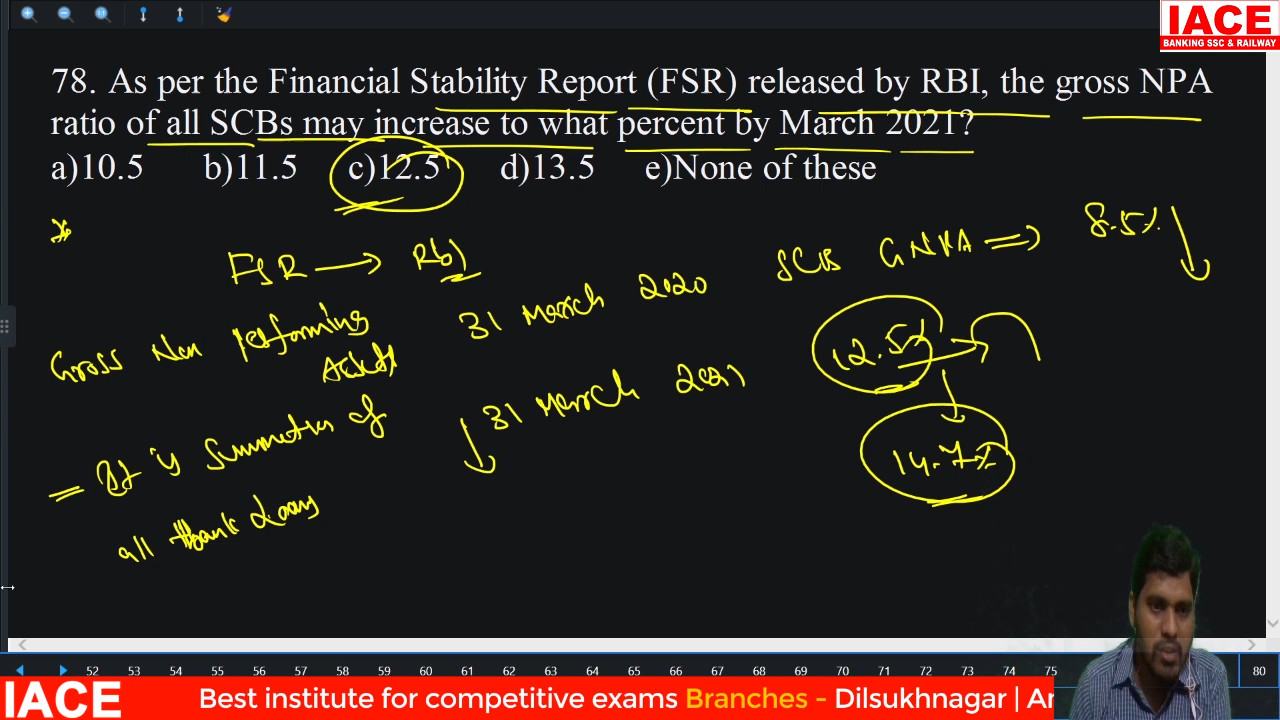 IACE
BANKING SSC & RAILWAY
78. As per the Financial Stability Report (FSR) released by RBI, the gross NPA
ratio of all SCBs may increase to what percent by March 2021?
a)10.5 b)11.5 c)12.5 d)13.5 e)None of these
FSR → Rbi
SCB GNPA ⇒ 8.5%
Gross Non performing
31 March 2020
12.5%
31 March 2021
= It is summation of
14.7%
all
52 53 54 55 56 57 58 59 60 61 62 63 64 65 66 67 68 69 70 71 72 73 74 75 80
IACE Best institute for competitive exams Branches - Dilsukhnagar | Ar